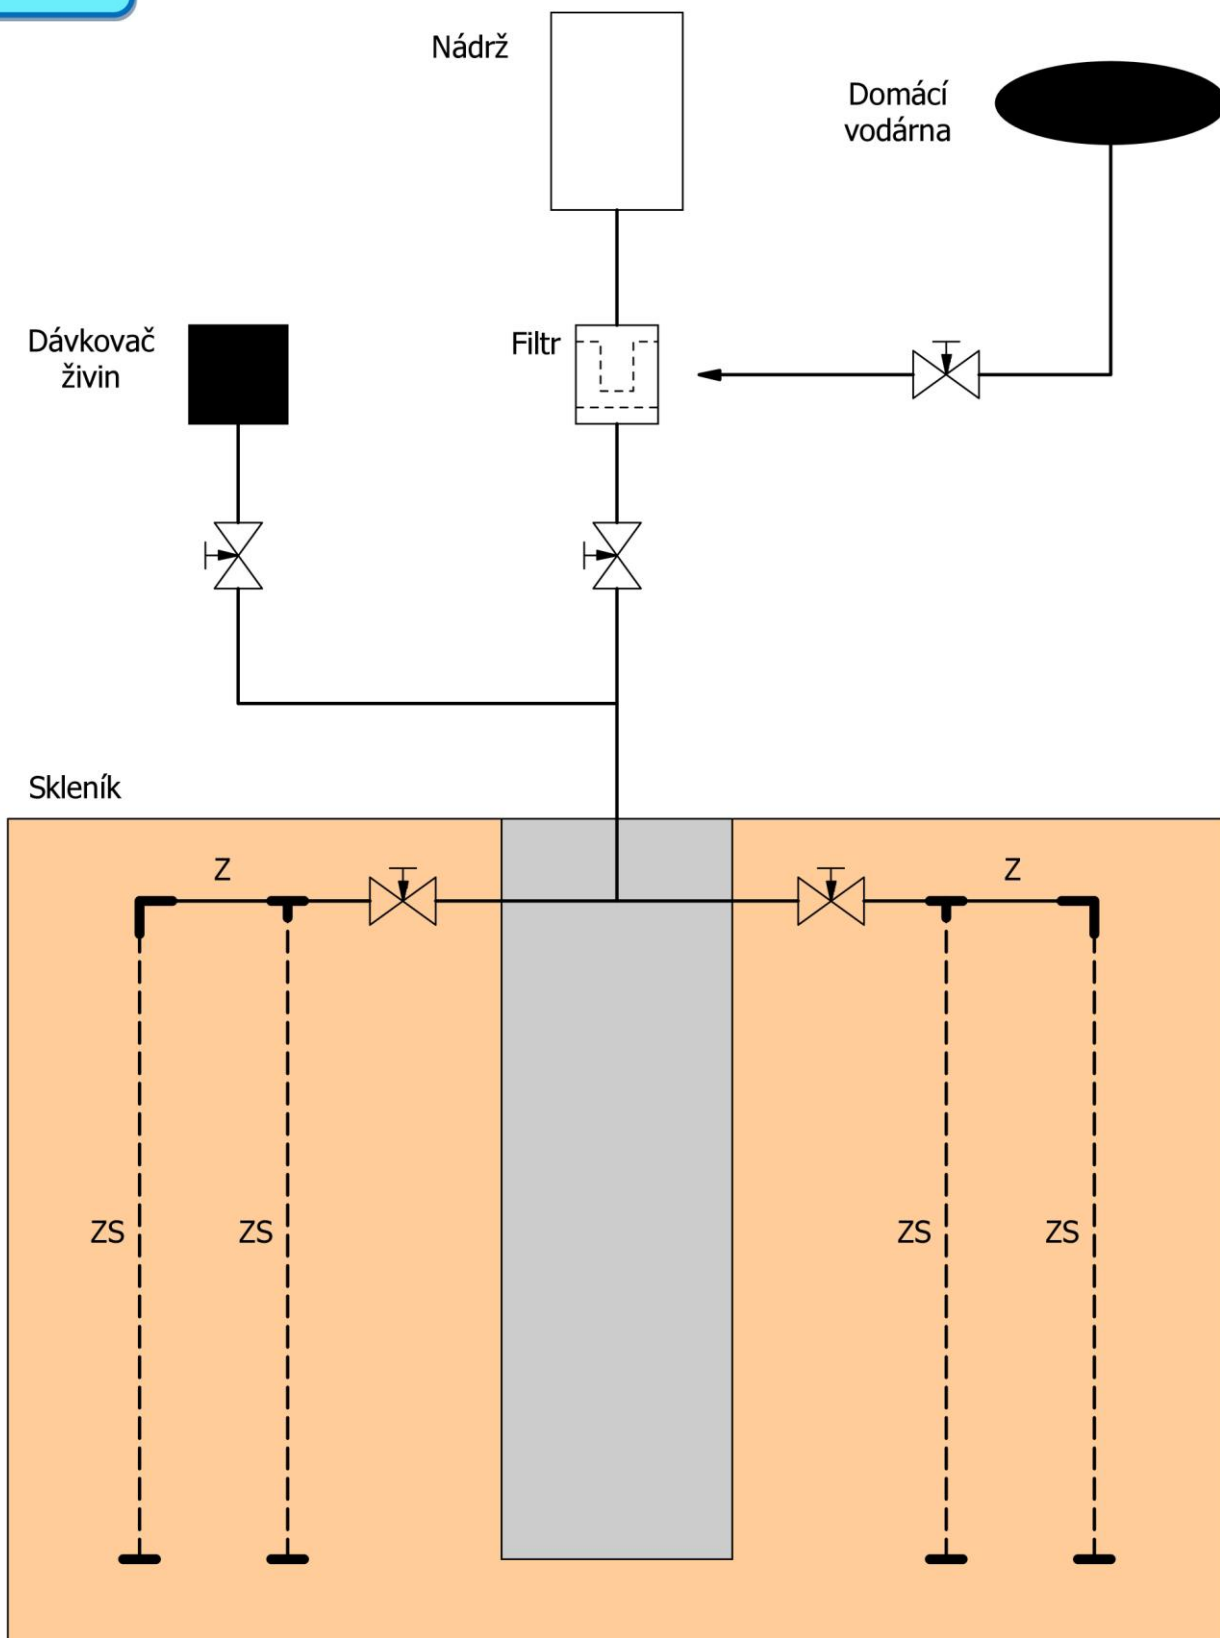 Nádrž
Domácí
vodárna
Dávkovač
živin
Filtr
Skleník
Z
Z
ZS
ZS
ZS
ZS